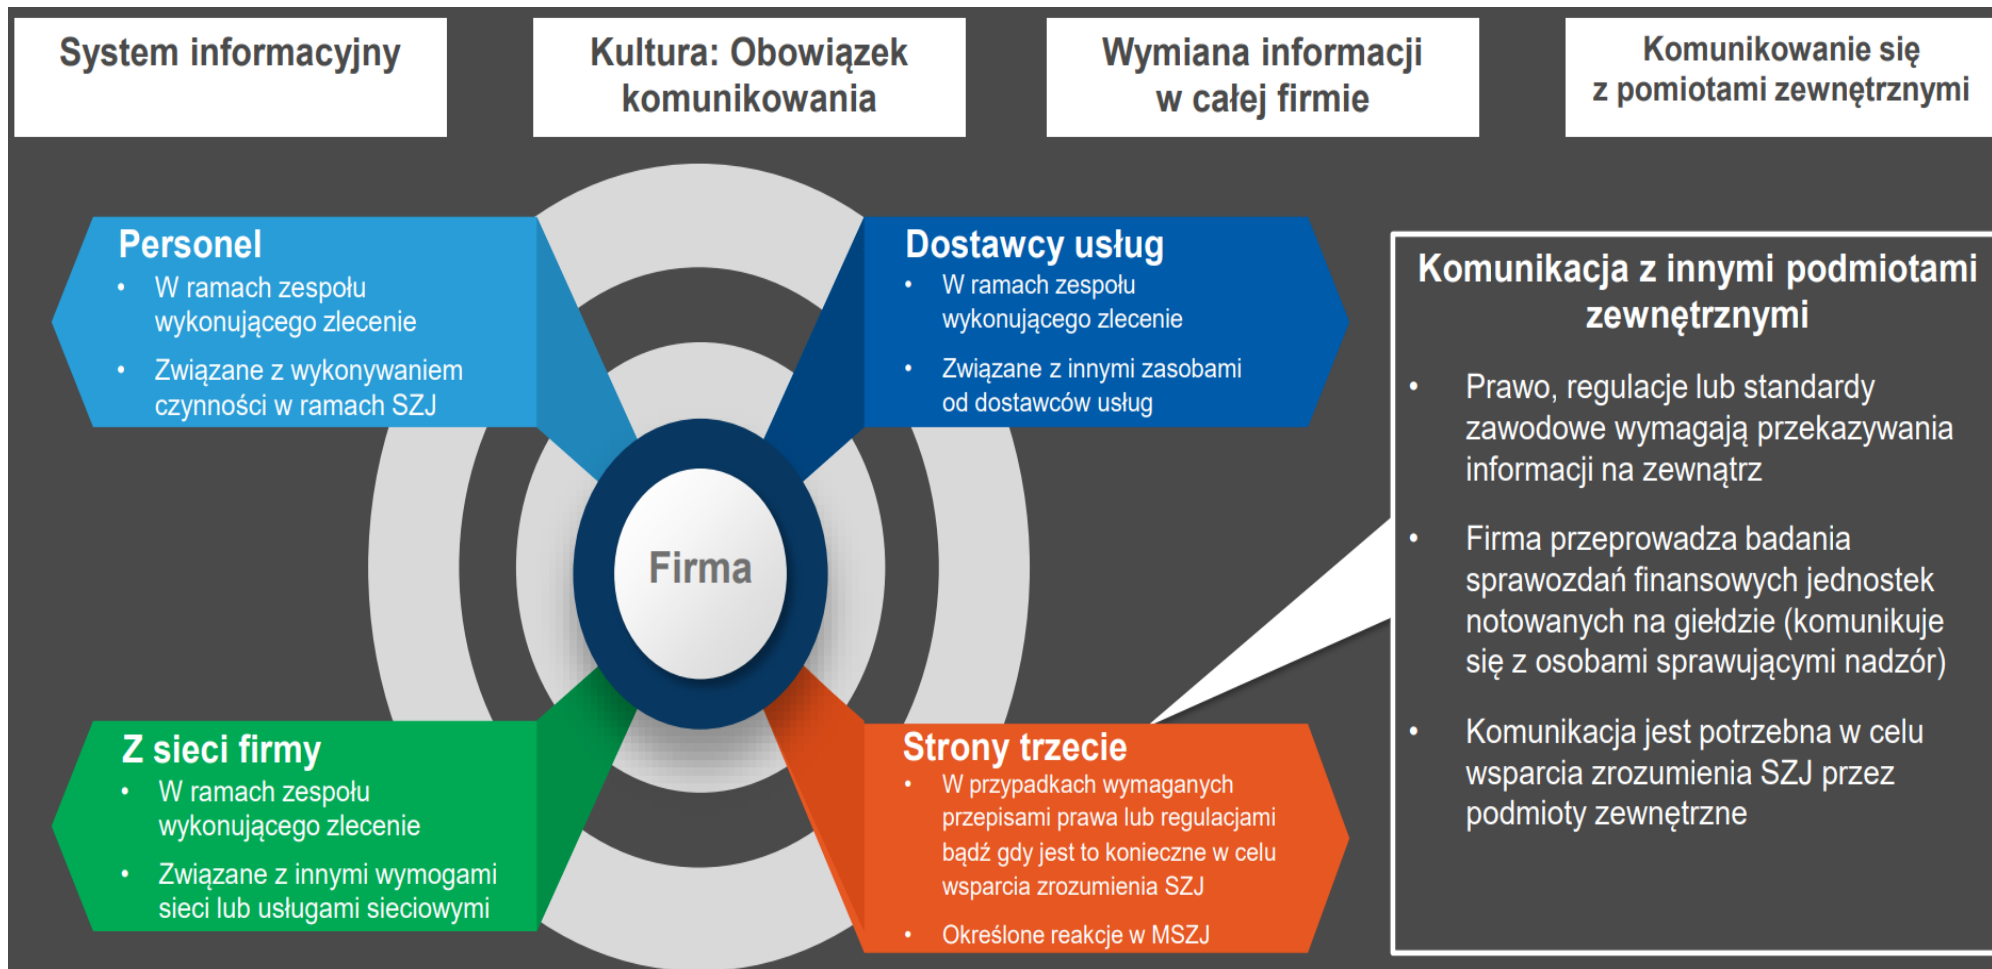 System informacyjny
Kultura: Obowiązek
komunikowania
Wymiana informacji
w całej firmie
Komunikowanie się
z pomiotami zewnętrznymi
Personel
• W ramach zespołu
wykonującego zlecenie
• Związane z wykonywaniem
czynności w ramach SZJ
Dostawcy usług
• W ramach zespołu
wykonującego zlecenie
• Związane z innymi zasobami
od dostawców usług
Firma
Z sieci firmy
• W ramach zespołu
wykonującego zlecenie
• Związane z innymi wymogami
sieci lub usługami sieciowymi
Strony trzecie
• W przypadkach wymaganych
przepisami prawa lub regulacjami
bądź gdy jest to konieczne w celu
wsparcia zrozumienia SZJ
• Określone reakcje w MSZJ
Komunikacja z innymi podmiotami
zewnętrznymi
• Prawo, regulacje lub standardy
zawodowe wymagają przekazywania
informacji na zewnątrz
• Firma przeprowadza badania
sprawozdań finansowych jednostek
notowanych na giełdzie (komunikuje
się z osobami sprawującymi nadzór)
• Komunikacja jest potrzebna w celu
wsparcia zrozumienia SZJ przez
podmioty zewnętrzne